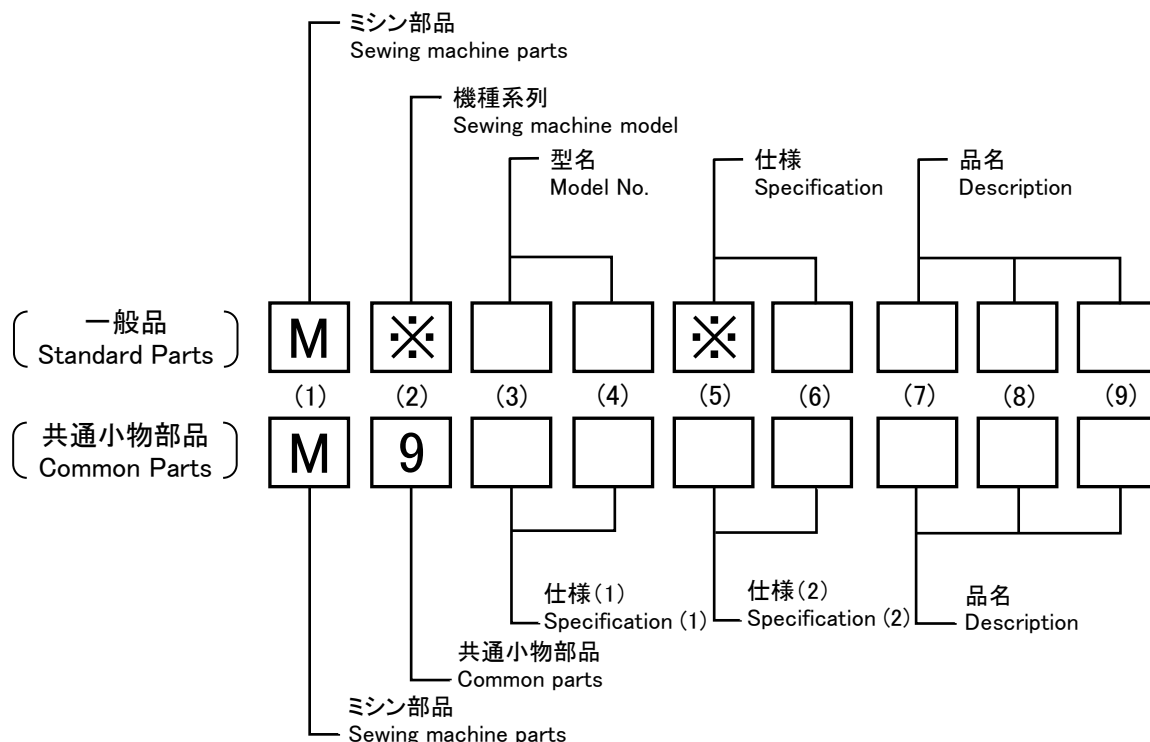 ミシン部品
Sewing machine parts
機種系列
Sewing machine model
型名
Model No.
仕様
Specification
品名
Description
一般品
Standard Parts
M ※ ※
(1) (2) (3) (4) (5) (6) (7) (8) (9)
共通小物部品
Common Parts
M 9
仕様(1)
Specification (1)
仕様(2)
Specification (2)
品名
Description
共通小物部品
Common parts
ミシン部品
Sewing machine parts